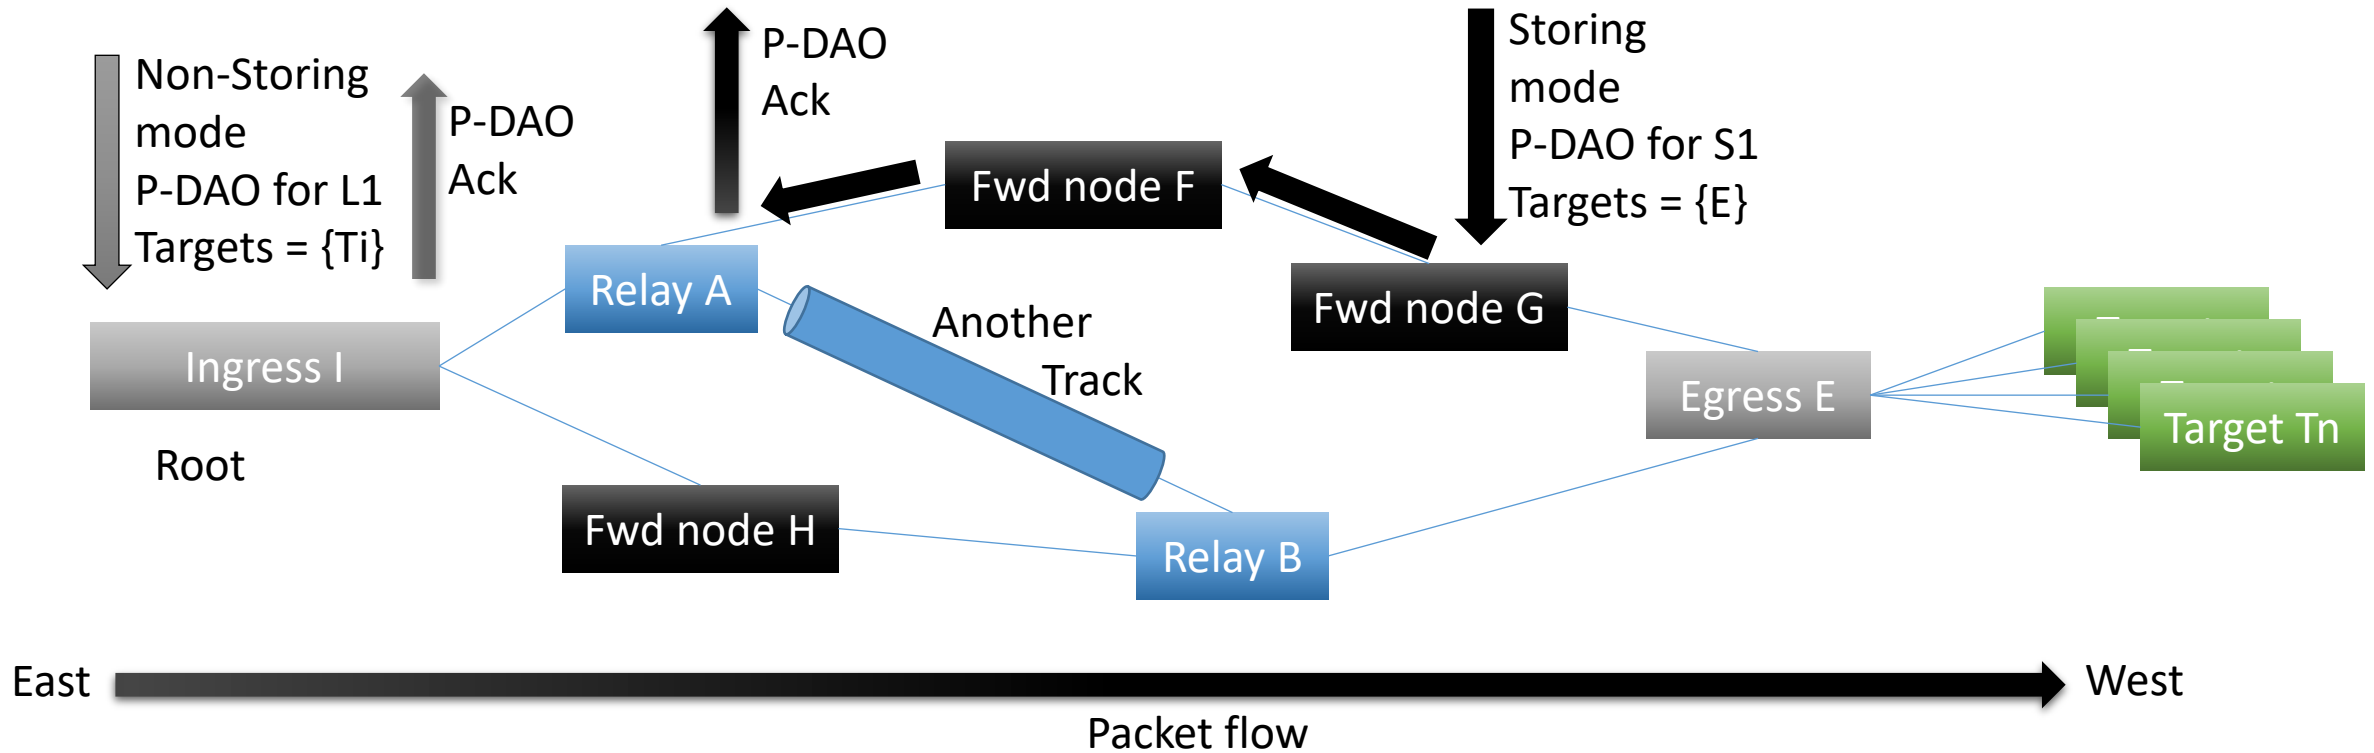 Non-Storing
mode
P-DAO for L1
Targets = {Ti}
P-DAO
Ack
P-DAO
Ack
Storing
mode
P-DAO for S1
Targets = {E}
Fwd node F
Relay A
Fwd node G
Another
Track
Ingress I
Egress E
Target Tn
Root
Fwd node H
Relay B
East
West
Packet flow